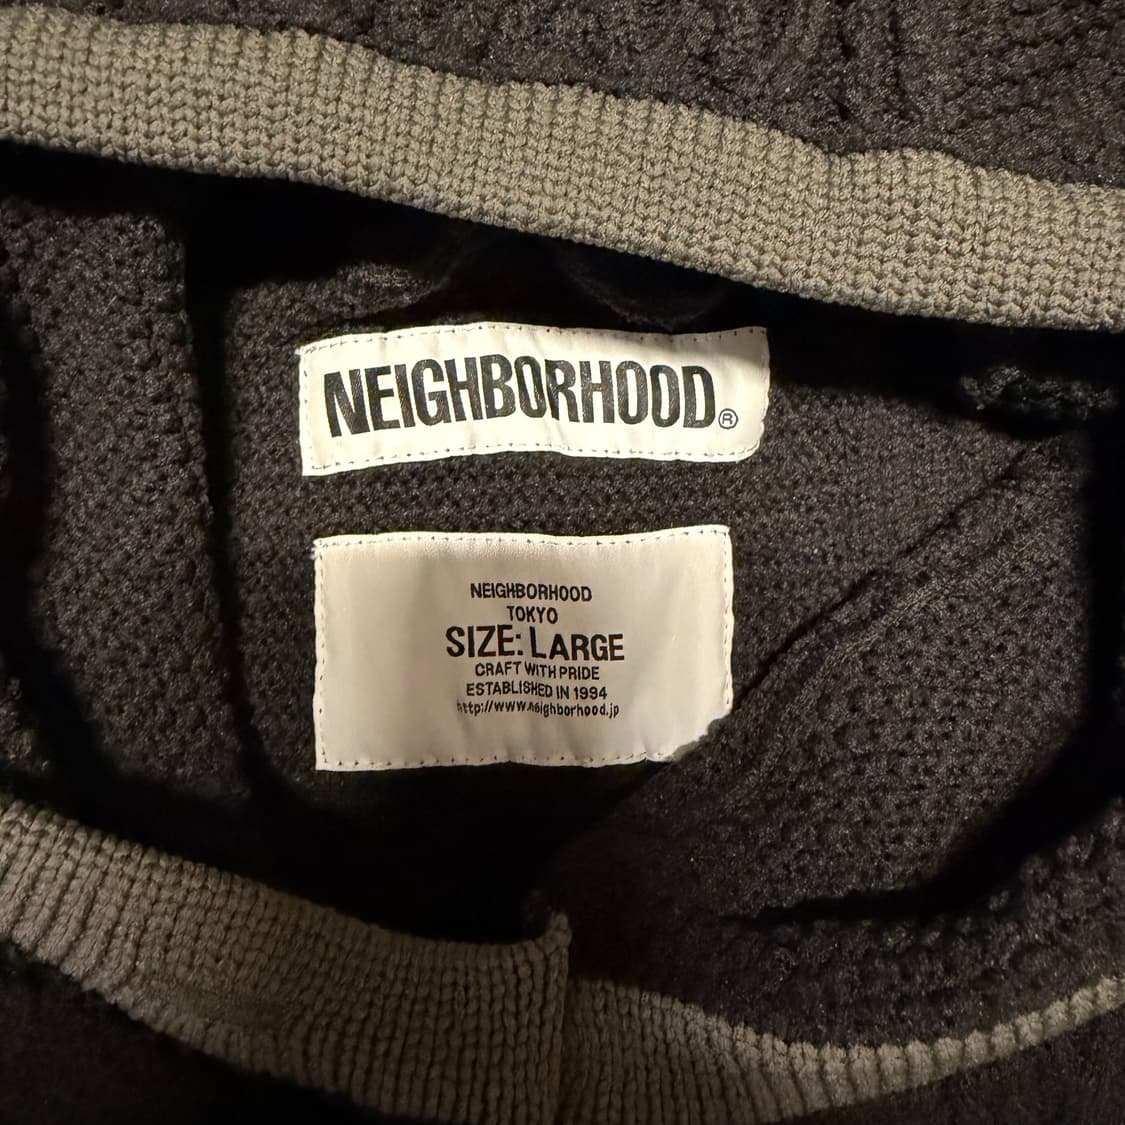 NEIGHBORHOOD®
NEIGHBORHOOD
TOKYO
SIZE: LARGE
CRAFT WITH PRIDE
ESTABLISHED IN 1994
http://www.neighborhood.jp